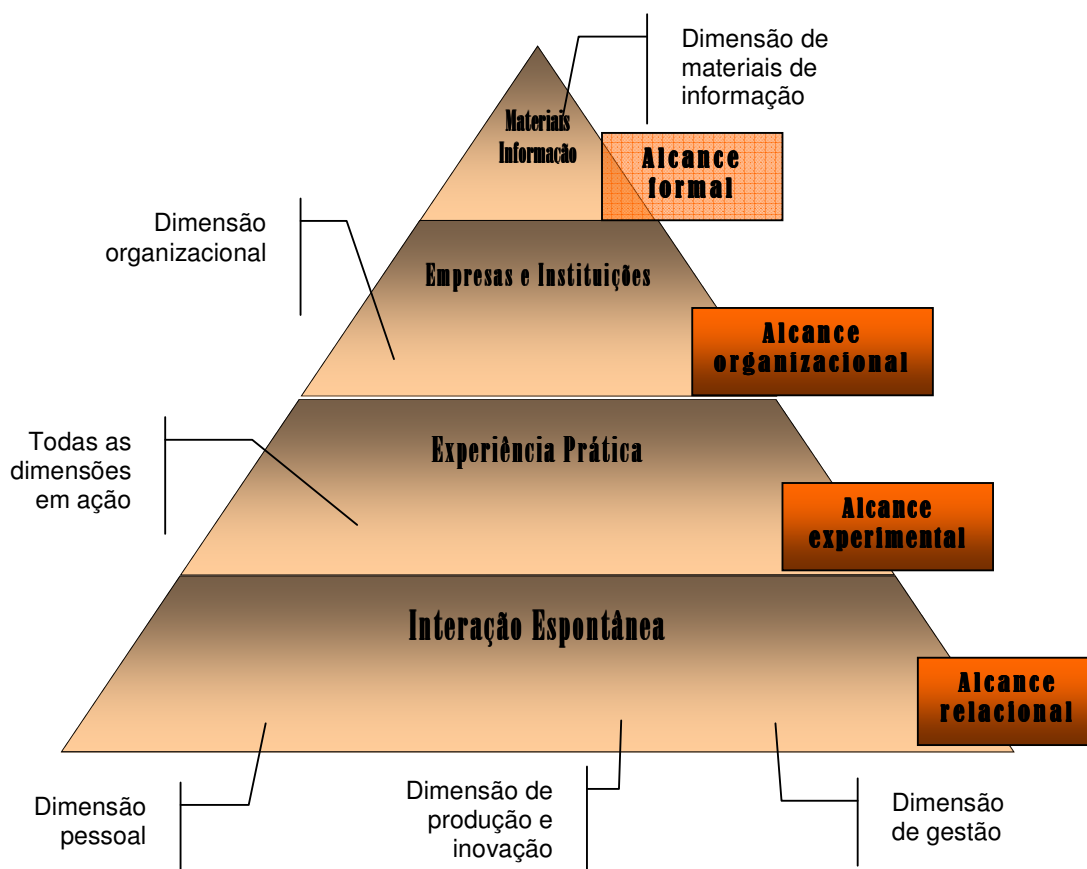 Dimensão de
materiais de
informação
Materiais
Informação
Alcance
formal
Dimensão
organizacional
Empresas e Instituições
Alcance
organizacional
Todas as
dimensões
em ação
Experiência Prática
Alcance
experimental
Interação Espontânea
Alcance
relacional
Dimensão
pessoal
Dimensão de
produção e
inovação
Dimensão
de gestão